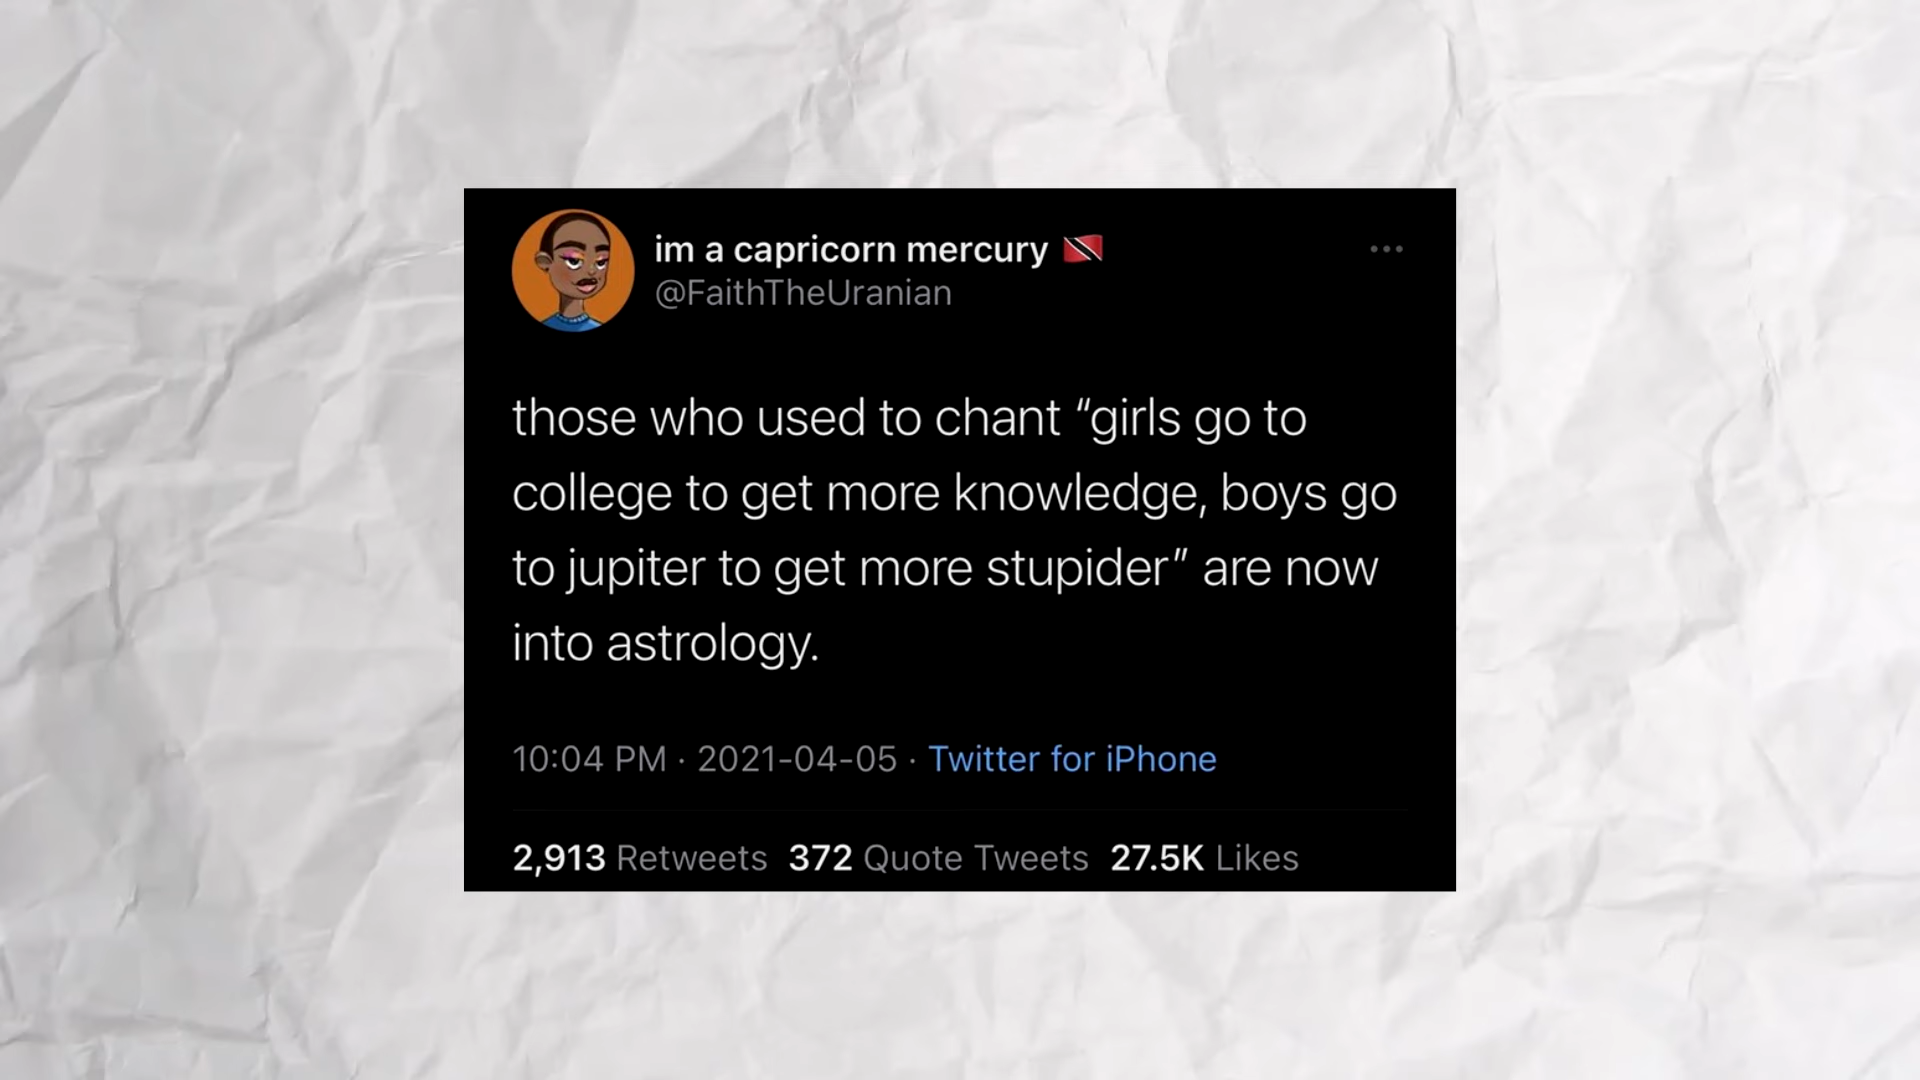 im a capricorn mercury 🇹🇹
@FaithTheUranian
those who used to chant “girls go to
college to get more knowledge, boys go
to jupiter to get more stupider” are now
into astrology.
10:04 PM · 2021-04-05 · Twitter for iPhone
2,913 Retweets 372 Quote Tweets 27.5K Likes